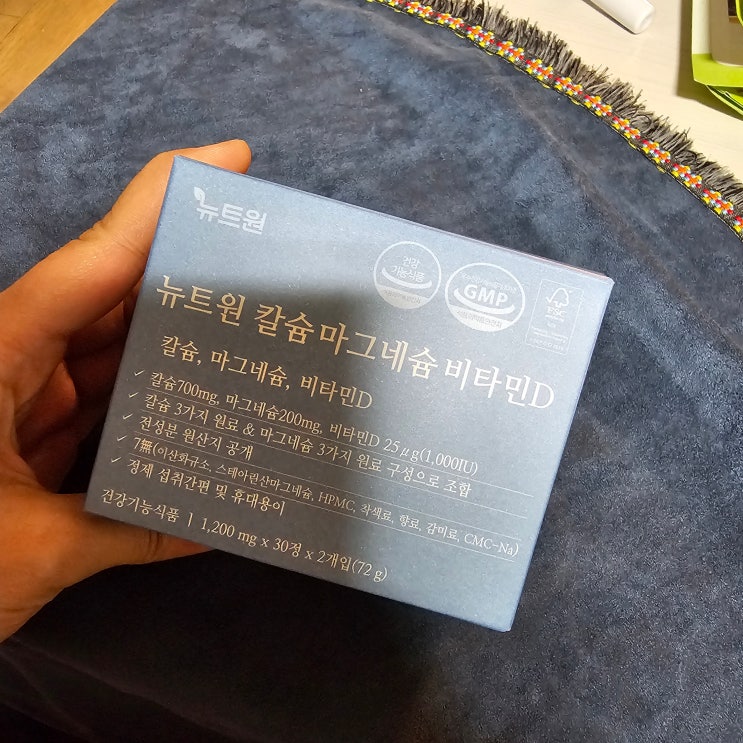 뉴트원
건강
기능식품
GMP
FSC
뉴트원 칼슘마그네슘비타민D
칼슘, 마그네슘, 비타민D
✓ 칼슘700mg, 마그네슘200mg, 비타민D 25μg(1,000IU)
✓ 칼슘 3가지 원료 & 마그네슘 3가지 원료 구성으로 조합
✓ 전성분 원산지 공개
✓ 7無(이산화규소, 스테아린산마그네슘, HPMC, 착색료, 향료, 감미료, CMC-Na)
✓ 정제 섭취간편 및 휴대용이
건강기능식품 | 1,200 mg x 30정 x 2개입(72 g)